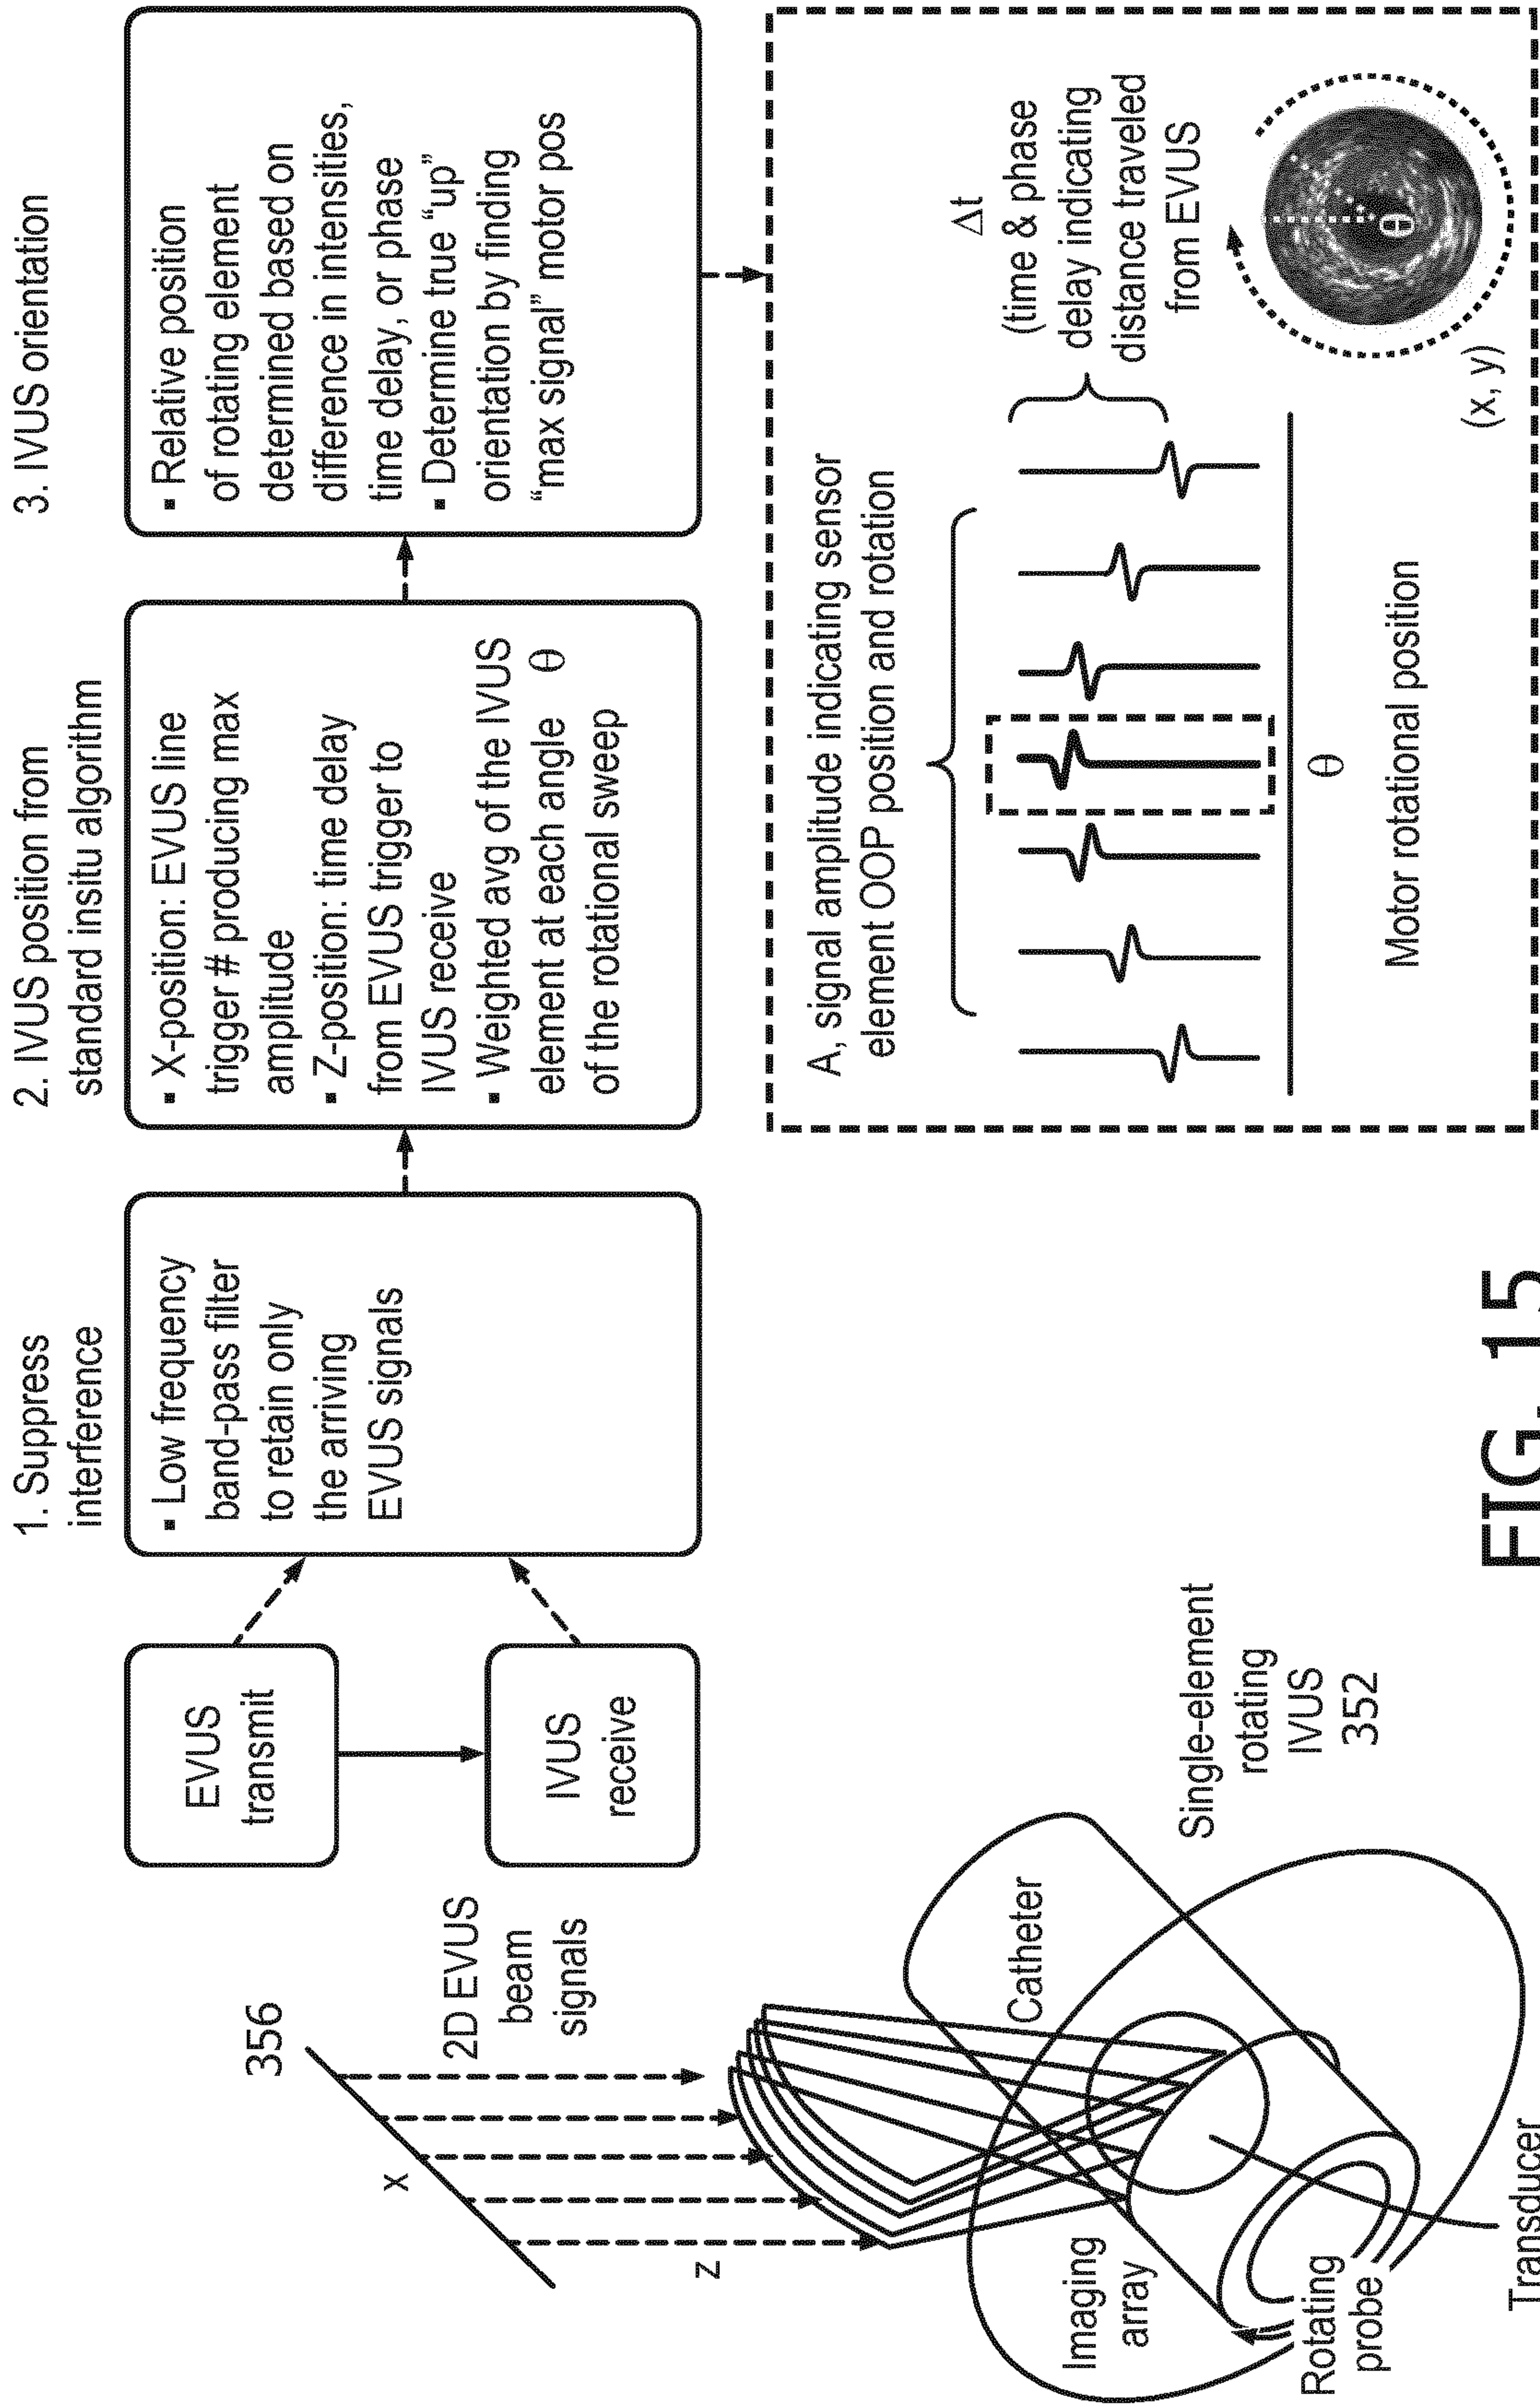 1. Suppress
interference
2. IVUS position from
standard insitu algorithm
3. IVUS orientation
EVUS
transmit
IVUS
receive
▪ Low frequency
band-pass filter
to retain only
the arriving
EVUS signals
▪ X-position: EVUS line
trigger # producing max
amplitude
▪ Z-position: time delay
from EVUS trigger to
IVUS receive
▪ Weighted avg of the IVUS
element at each angle θ
of the rotational sweep
▪ Relative position
of rotating element
determined based on
difference in intensities,
time delay, or phase
▪ Determine true “up”
orientation by finding
“max signal” motor pos
356
x
z
2D EVUS
beam
signals
Catheter
Imaging
array
Rotating
probe
Transducer
Single-element
rotating
IVUS
352
A, signal amplitude indicating sensor
element OOP position and rotation
Δt
(time & phase
delay indicating
distance traveled
from EVUS
θ
Motor rotational position
θ
(x, y)
FIG. 15